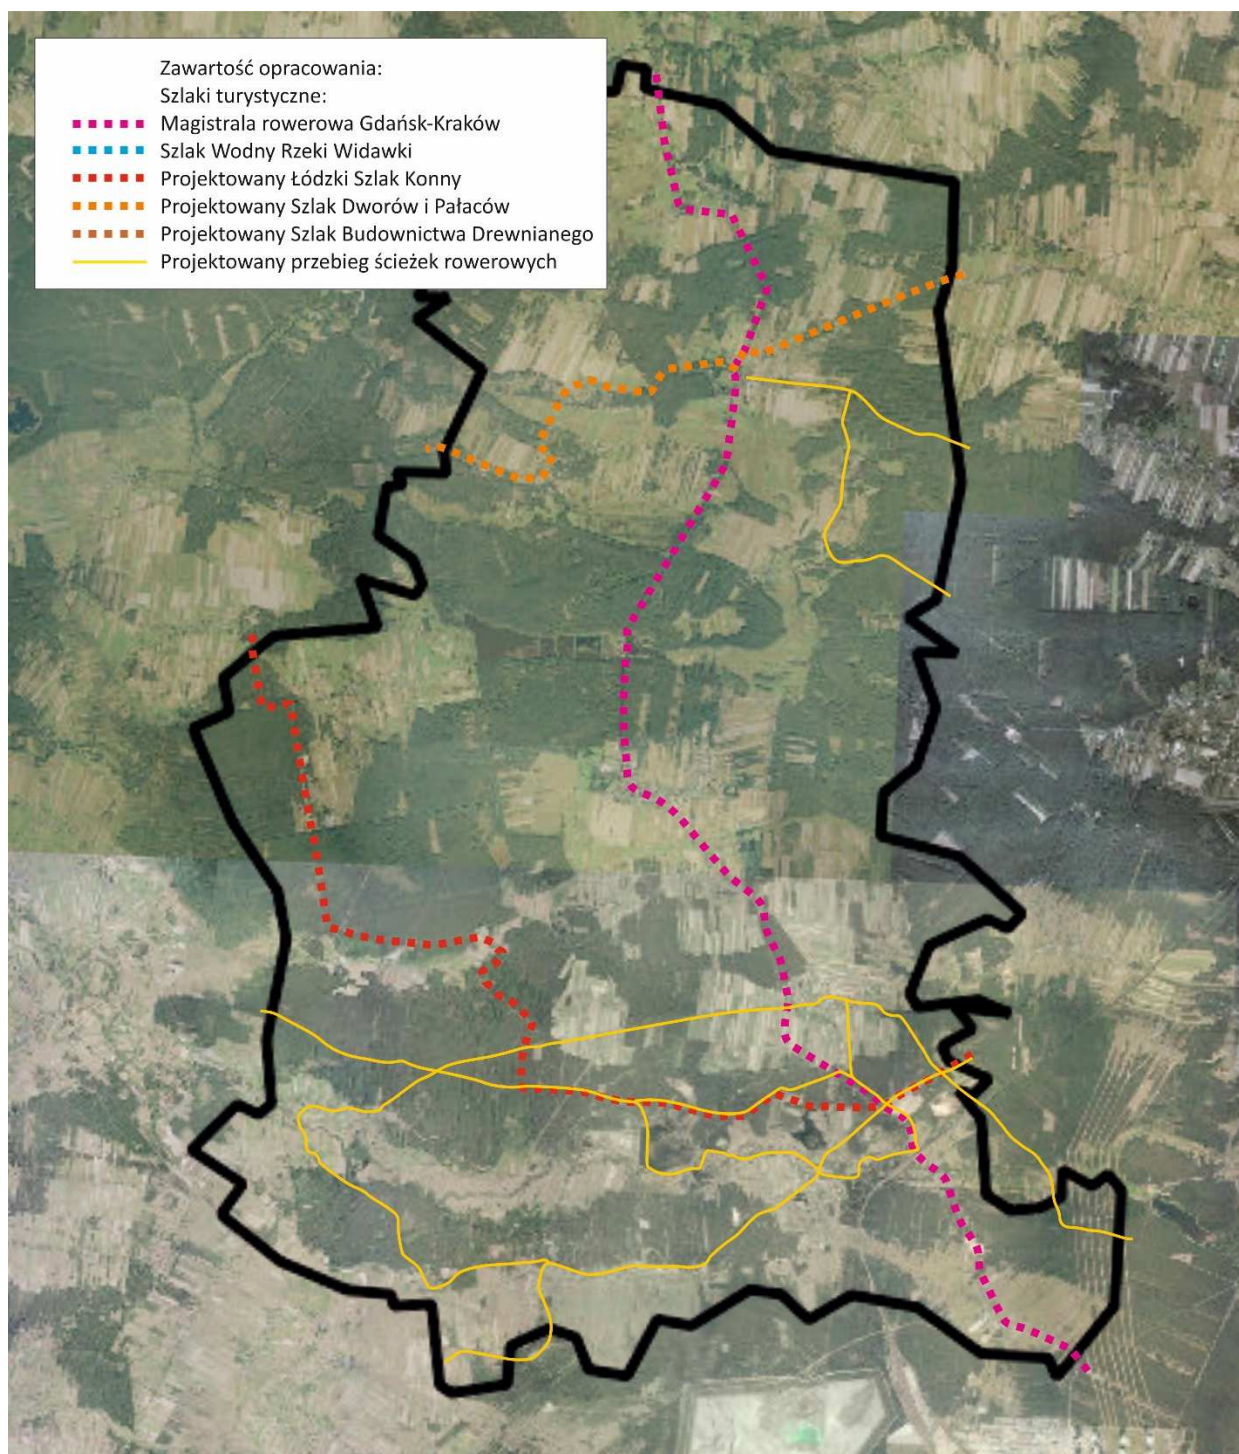 Zawartość opracowania:
Szlaki turystyczne:
Magistrala rowerowa Gdańsk-Kraków
Szlak Wodny Rzeki Widawki
Projektowany Łódzki Szlak Konny
Projektowany Szlak Dworów i Pałaców
Projektowany Szlak Budownictwa Drewnianego
Projektowany przebieg ścieżek rowerowych